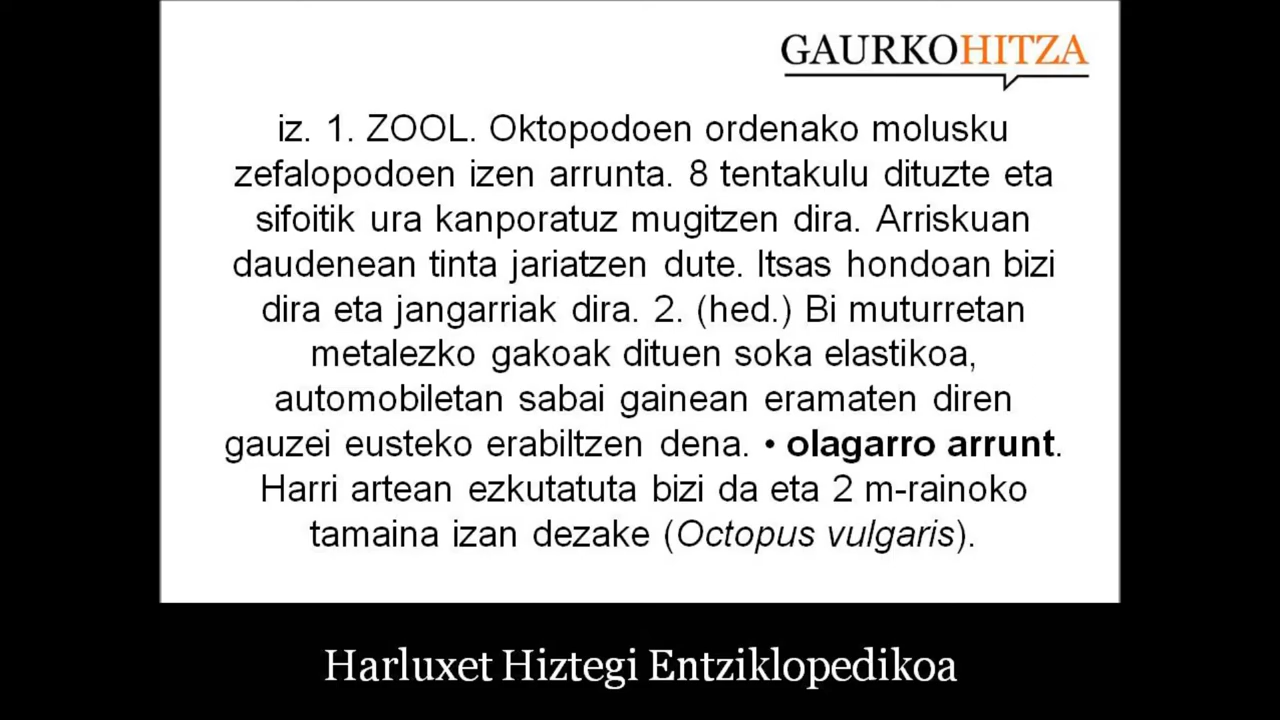 GAURKOHITZA
iz. 1. ZOOL. Oktopodoen ordenako molusku
zefalopodoen izen arrunta. 8 tentakulu dituzte eta
sifoitik ura kanporatuz mugitzen dira. Arriskuan
daudenean tinta jariatzen dute. Itsas hondoan bizi
dira eta jangarriak dira. 2. (hed.) Bi muturretan
metalezko gakoak dituen soka elastikoa,
automobiletan sabai gainean eramaten diren
gauzei eusteko erabiltzen dena. • olagarro arrunt.
Harri artean ezkutatuta bizi da eta 2 m-rainoko
tamaina izan dezake (Octopus vulgaris).
Harluxet Hiztegi Entziklopedikoa